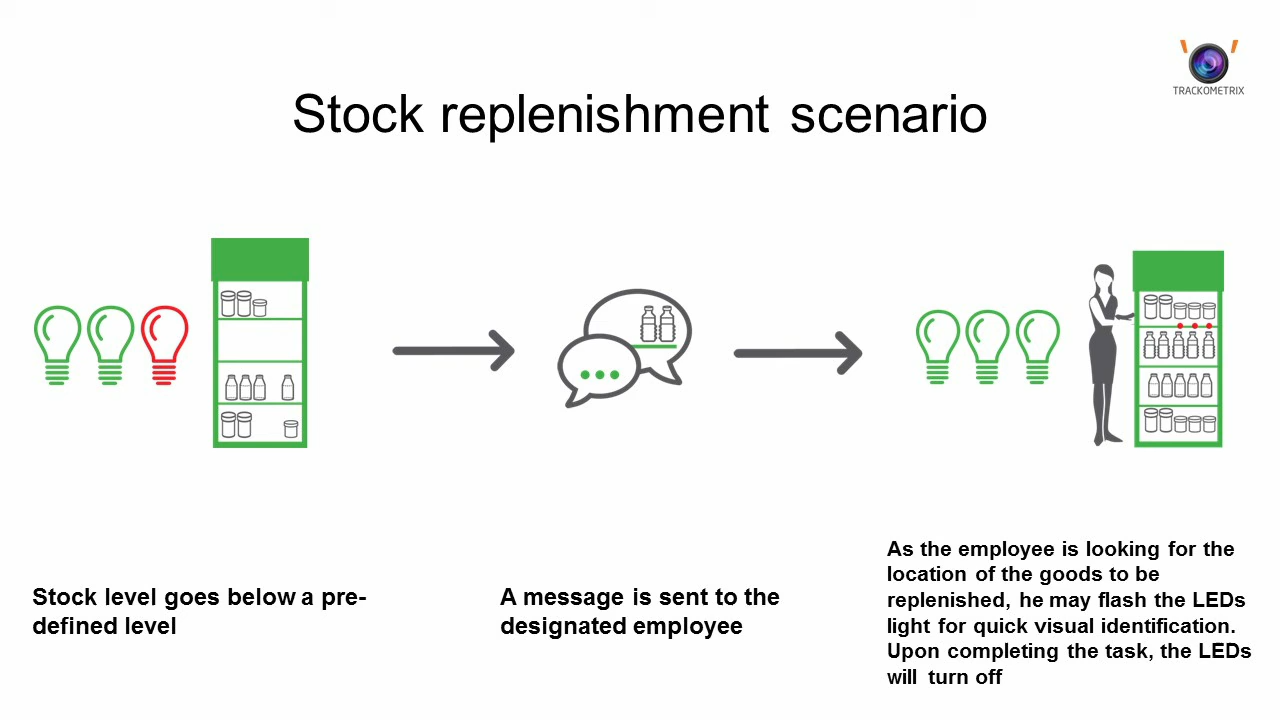 TRACKOMETRIX
Stock replenishment scenario
Stock level goes below a pre-
defined level
A message is sent to the
designated employee
As the employee is looking for the
location of the goods to be
replenished, he may flash the LEDs
light for quick visual identification.
Upon completing the task, the LEDs
will turn off